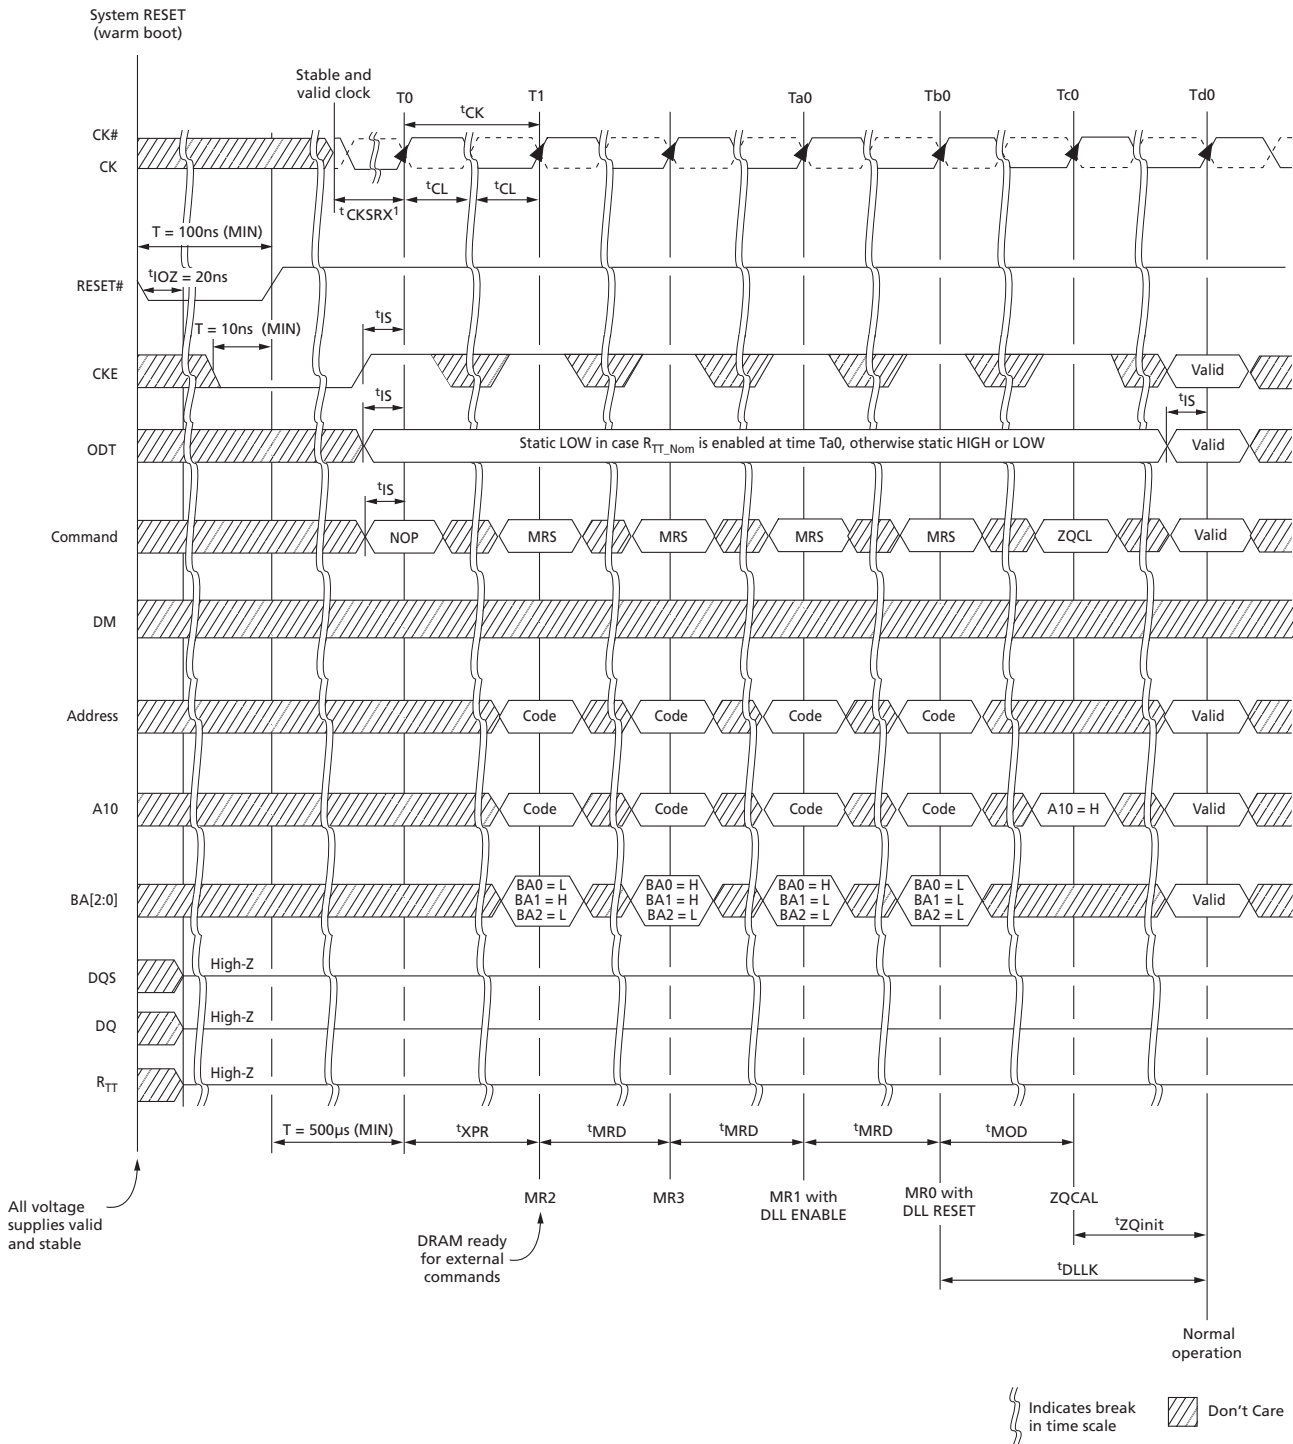 System RESET
(warm boot)
Stable and
valid clock
T0
T1
Ta0
Tb0
Tc0
Td0
tCK
CK#
CK
tCKSRX1
tCL
tCL
T = 100ns (MIN)
tIOZ = 20ns
RESET#
T = 10ns (MIN)
tIS
CKE
Valid
tIS
tIS
ODT
Static LOW in case RTT_Nom is enabled at time Ta0, otherwise static HIGH or LOW
Valid
tIS
Command
NOP
MRS
MRS
MRS
MRS
ZQCL
Valid
DM
Address
Code
Code
Code
Code
Valid
A10
Code
Code
Code
Code
A10 = H
Valid
BA[2:0]
BA0 = L
BA1 = H
BA2 = L
BA0 = H
BA1 = H
BA2 = L
BA0 = H
BA1 = L
BA2 = L
BA0 = L
BA1 = L
BA2 = L
Valid
DQS
High-Z
DQ
High-Z
RTT
High-Z
T = 500µs (MIN)
tXPR
tMRD
tMRD
tMRD
tMOD
All voltage
supplies valid
and stable
MR2
MR3
MR1 with
DLL ENABLE
MR0 with
DLL RESET
ZQCAL
DRAM ready
for external
commands
tZQinit
tDLLK
Normal
operation
Indicates break
in time scale
Don't Care